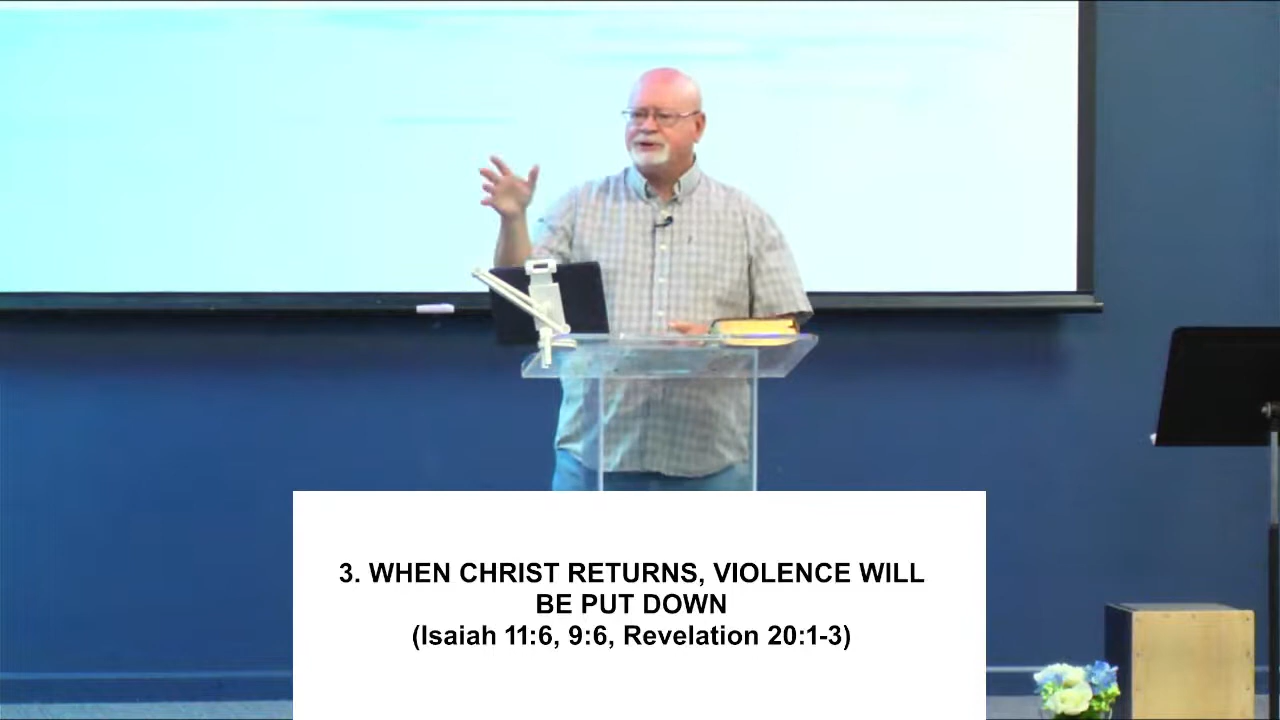 3. WHEN CHRIST RETURNS, VIOLENCE WILL
BE PUT DOWN
(Isaiah 11:6, 9:6, Revelation 20:1-3)